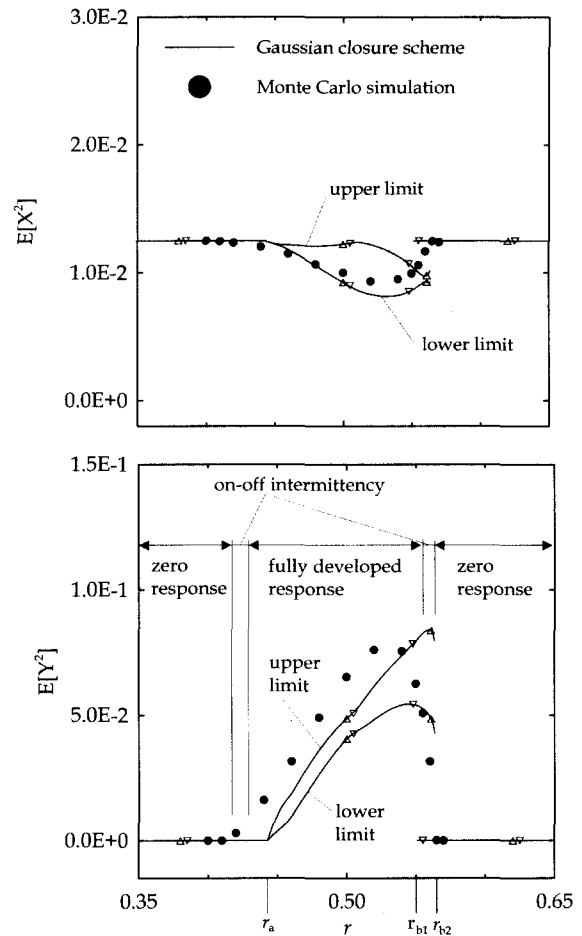 3.0E-2
Gaussian closure scheme
Monte Carlo simulation
2.0E-2
E[X²]
upper limit
1.0E-2
lower limit
0.0E+0
1.5E-1
on-off intermittency
zero response
fully developed response
zero response
1.0E-1
E[Y²]
upper limit
5.0E-2
lower limit
0.0E+0
0.35
0.50
0.65
r_a
r
r_b1
r_b2